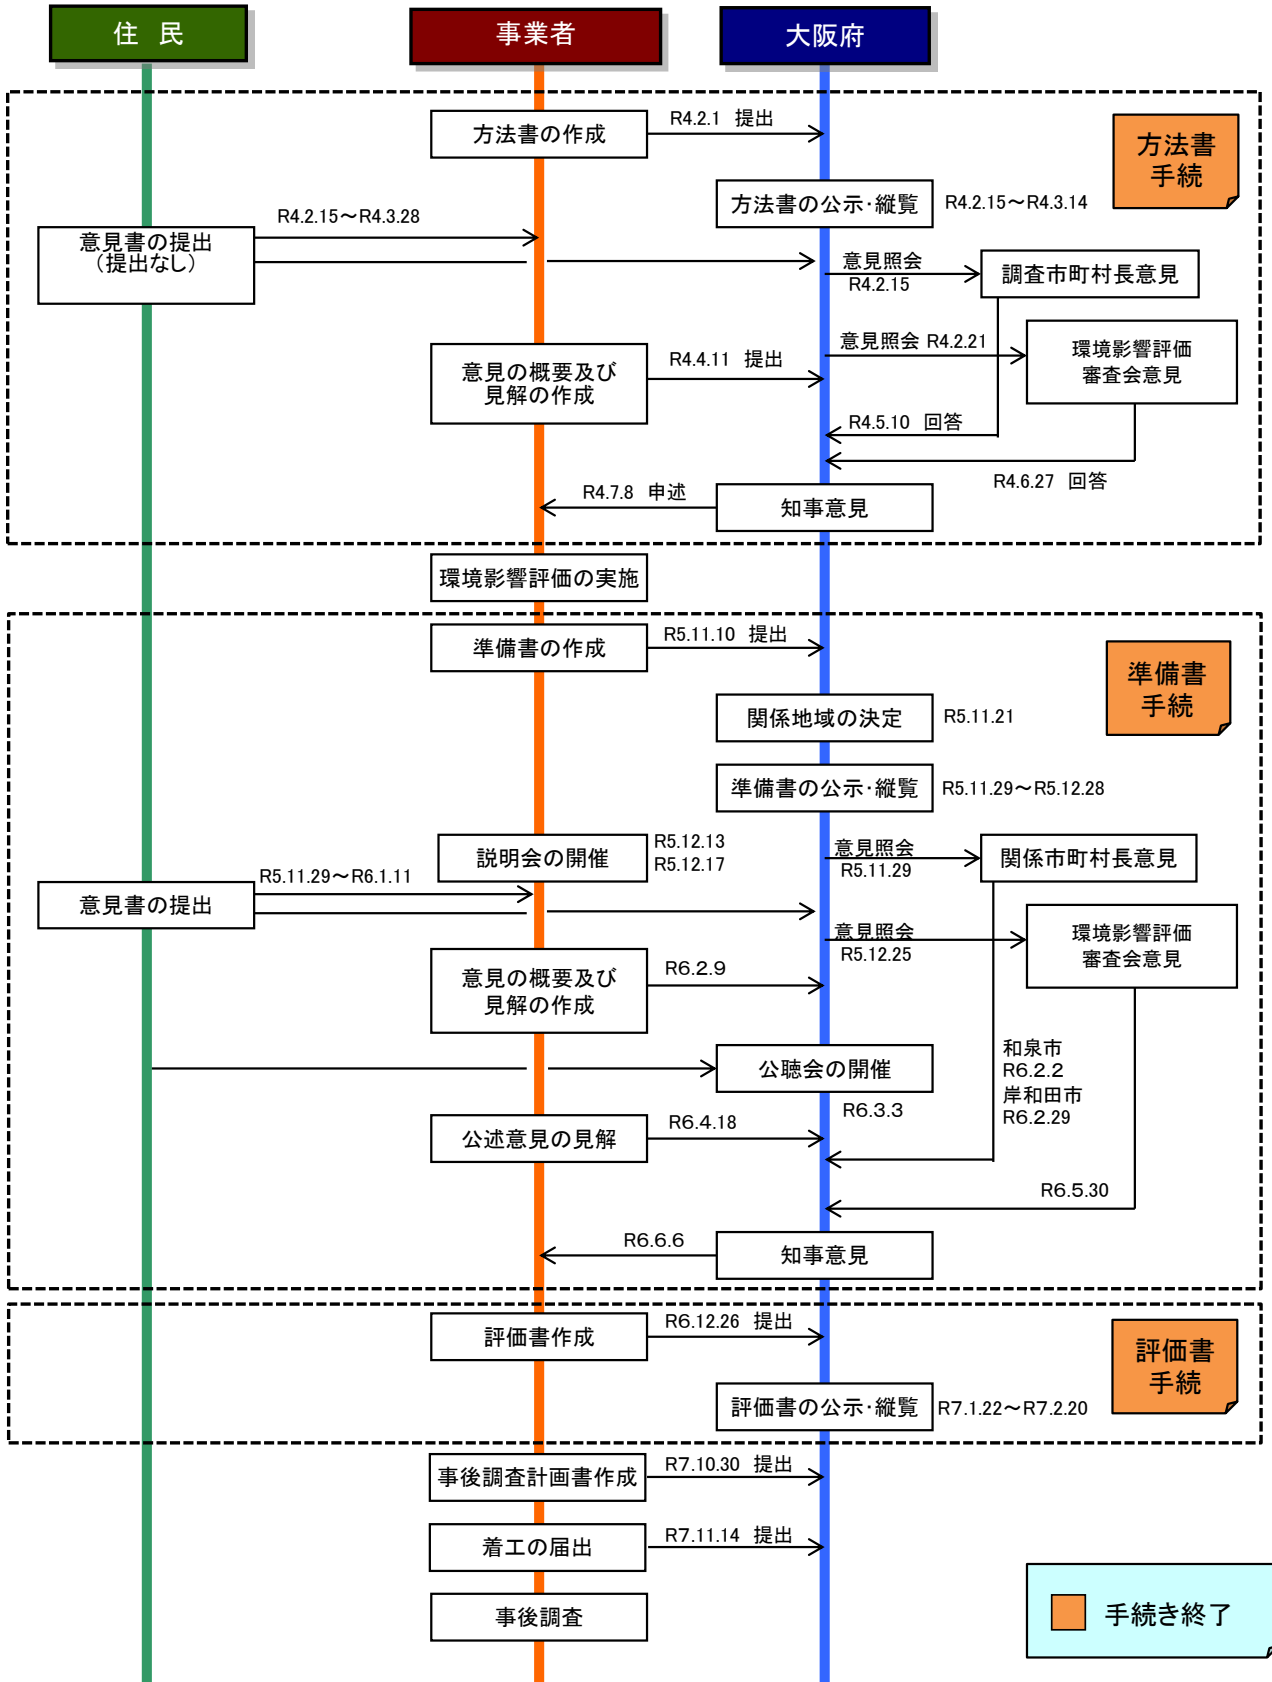 住 民
事業者
大阪府
方法書の作成
R4.2.1 提出
方法書
手続
方法書の公示･縦覧
R4.2.15～R4.3.14
R4.2.15～R4.3.28
意見書の提出
（提出なし）
意見照会
R4.2.15
調査市町村長意見
意見の概要及び
見解の作成
R4.4.11 提出
意見照会 R4.2.21
環境影響評価
審査会意見
R4.5.10 回答
R4.6.27 回答
R4.7.8 申述
知事意見
環境影響評価の実施
準備書の作成
R5.11.10 提出
準備書
手続
関係地域の決定
R5.11.21
準備書の公示･縦覧
R5.11.29～R5.12.28
説明会の開催
R5.12.13
R5.12.17
意見照会
R5.11.29
関係市町村長意見
R5.11.29～R6.1.11
意見書の提出
意見照会
R5.12.25
環境影響評価
審査会意見
意見の概要及び
見解の作成
R6.2.9
公聴会の開催
R6.3.3
和泉市
R6.2.2
岸和田市
R6.2.29
公述意見の見解
R6.4.18
R6.5.30
R6.6.6
知事意見
評価書作成
R6.12.26 提出
評価書
手続
評価書の公示･縦覧
R7.1.22～R7.2.20
事後調査計画書作成
R7.10.30 提出
着工の届出
R7.11.14 提出
事後調査
手続き終了